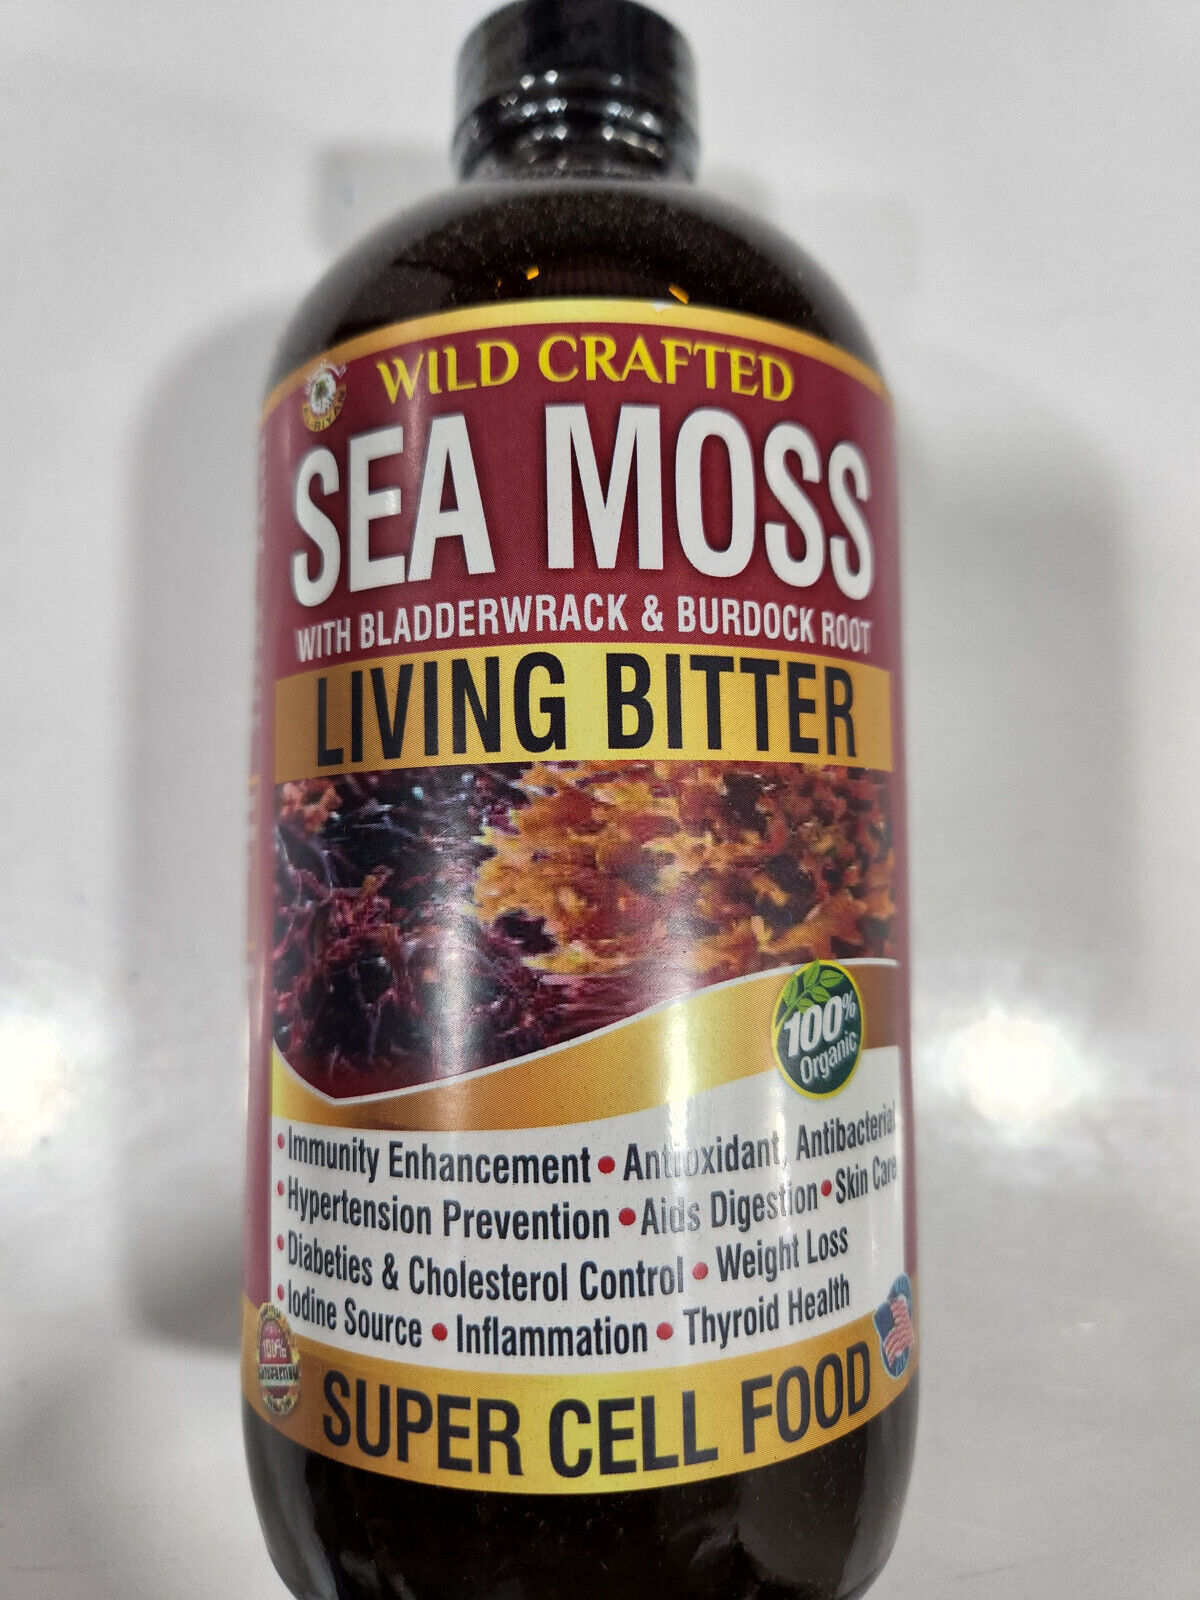 WILD CRAFTED
SEA MOSS
WITH BLADDERWRACK & BURDOCK ROOT
LIVING BITTER
100%
Organic
• Immunity Enhancement • Antioxidant, Antibacterial
• Hypertension Prevention • Aids Digestion • Skin Care
• Diabeties & Cholesterol Control • Weight Loss
• Iodine Source • Inflammation • Thyroid Health
100%
SUPER CELL FOOD